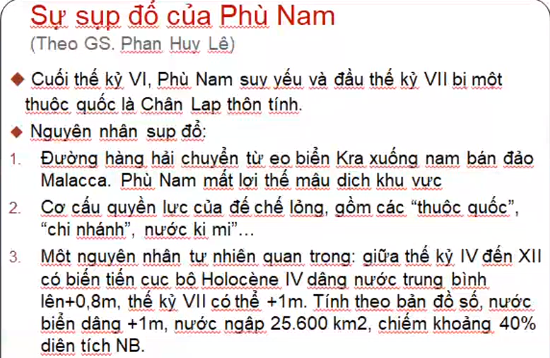 Sự sụp đổ của Phù Nam
(Theo GS. Phan Huy Lê)
Cuối thế kỷ VI, Phù Nam suy yếu và đầu thế kỷ VII bị một
thuộc quốc là Chân Lạp thôn tính.
Nguyên nhân sụp đổ:
1. Đường hàng hải chuyển từ eo biển Kra xuống nam bán đảo
Malacca. Phù Nam mất lợi thế mậu dịch khu vực
2. Cơ cấu quyền lực của đế chế lỏng, gồm các “thuộc quốc”,
“chi nhánh”, nước ki mi”...
3. Một nguyên nhân tự nhiên quan trọng: giữa thế kỷ IV đến XII
có biển tiến cục bộ Holocène IV dâng nước trung bình
lên+0,8m, thế kỷ VII có thể +1m. Tính theo bản đồ số, nước
biển dâng +1m, nước ngập 25.600 km2, chiếm khoảng 40%
diện tích NB.